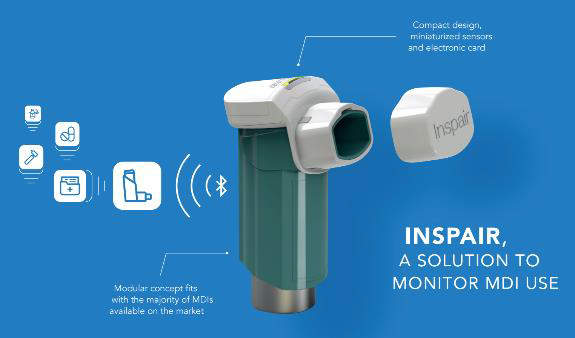 Compact design,
miniaturized sensors
and electronic card
Inspair
Modular concept fits
with the majority of MDIs
available on the market
INSPAIR,
A SOLUTION TO
MONITOR MDI USE